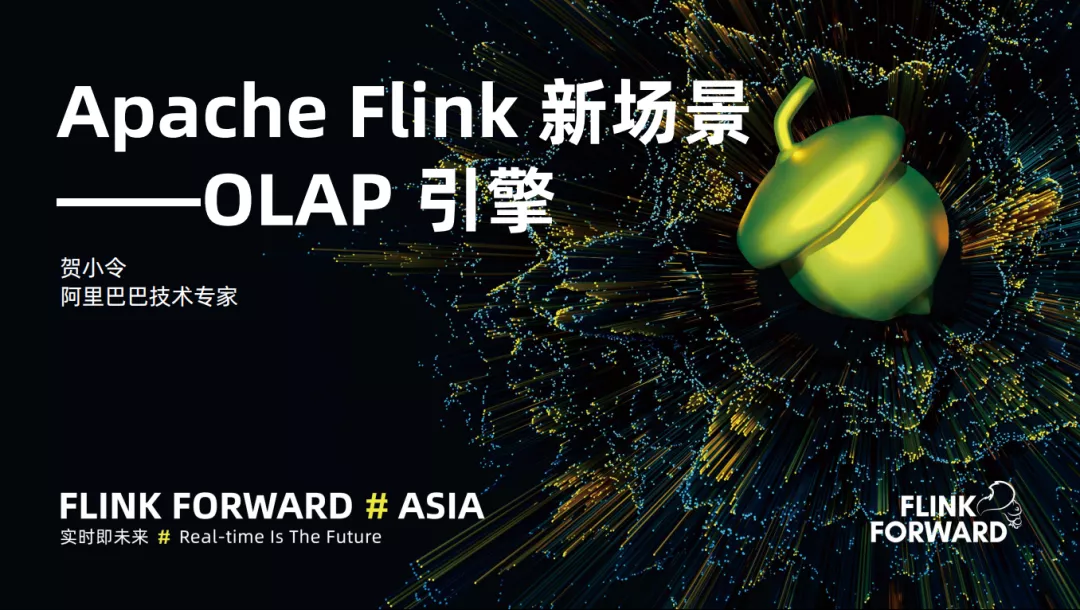 Apache Flink 新场景
——OLAP 引擎
贺小令
阿里巴巴技术专家
FLINK FORWARD # ASIA
实时即未来 # Real-time Is The Future
FLINK
FORWARD